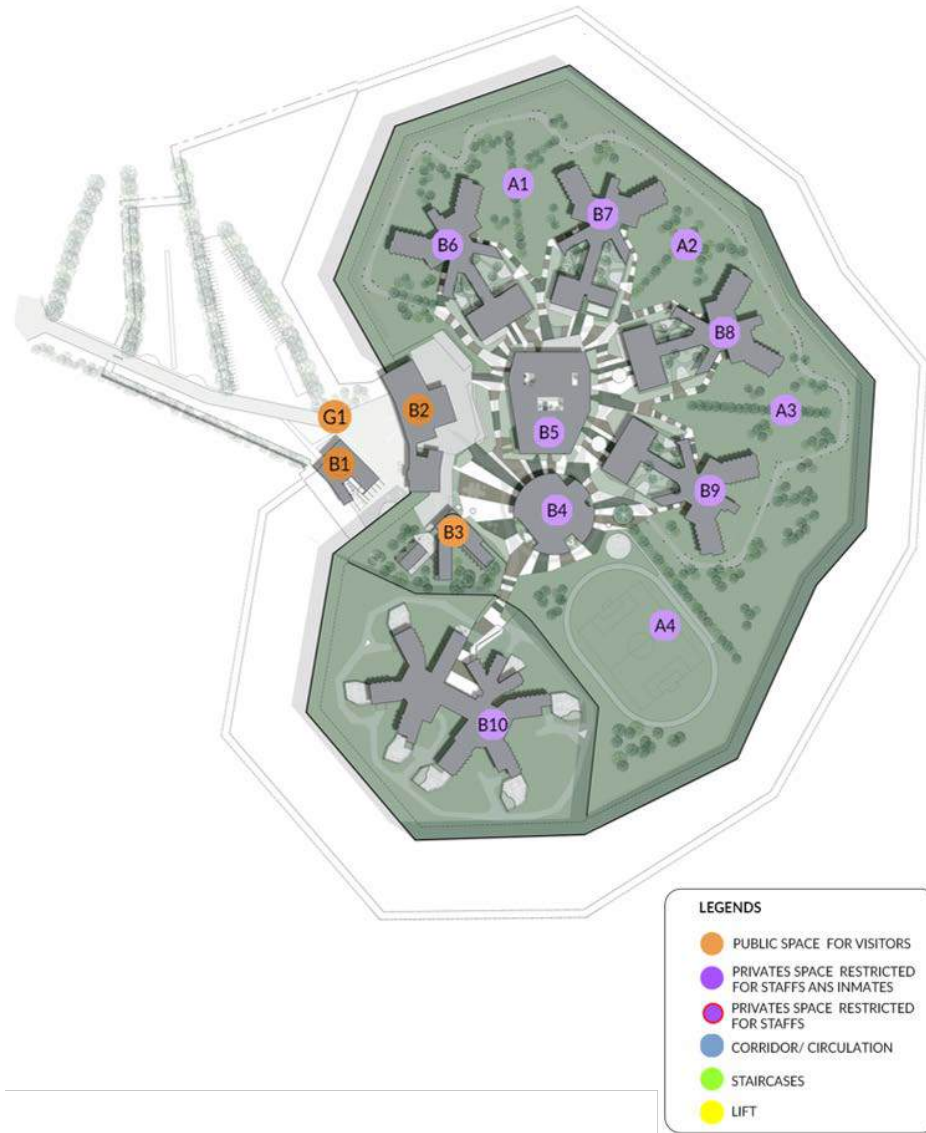 A1
B7
B6
A2
B8
A3
B2
G1
B5
B1
B9
B4
B3
A4
B10
LEGENDS
PUBLIC SPACE FOR VISITORS
PRIVATES SPACE RESTRICTED
FOR STAFFS ANS INMATES
PRIVATES SPACE RESTRICTED
FOR STAFFS
CORRIDOR/ CIRCULATION
STAIRCASES
LIFT